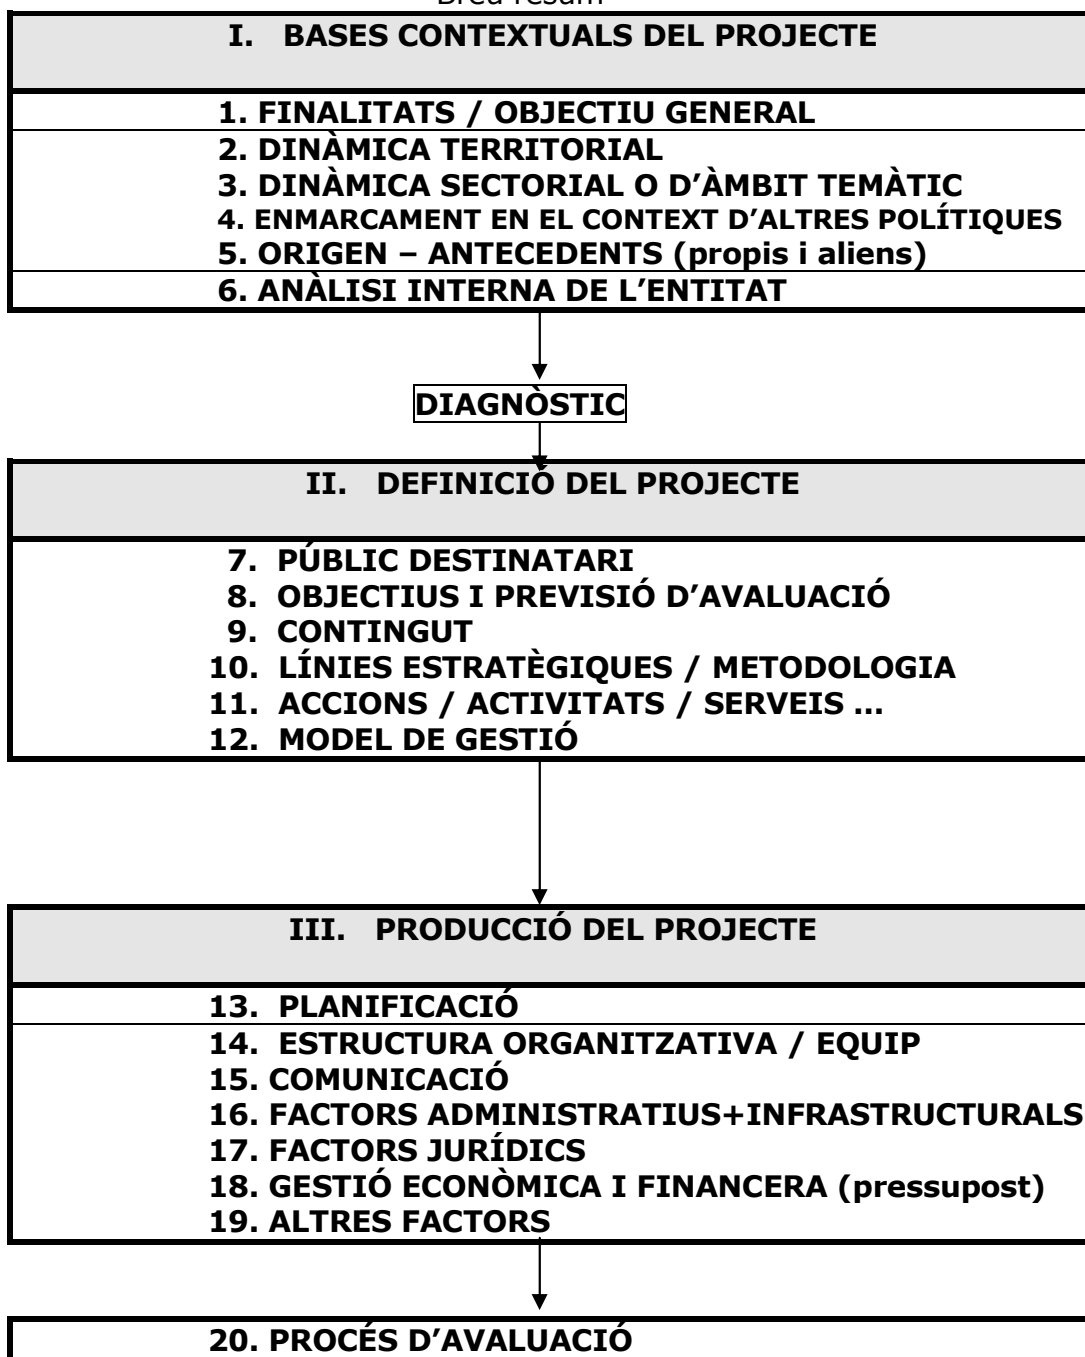 Breu resum
I. BASES CONTEXTUALS DEL PROJECTE
1. FINALITATS / OBJECTIU GENERAL
2. DINÀMICA TERRITORIAL
3. DINÀMICA SECTORIAL O D’ÀMBIT TEMÀTIC
4. ENMARCAMENT EN EL CONTEXT D’ALTRES POLÍTIQUES
5. ORIGEN – ANTECEDENTS (propis i aliens)
6. ANÀLISI INTERNA DE L’ENTITAT
DIAGNÒSTIC
II. DEFINICIÓ DEL PROJECTE
7. PÚBLIC DESTINATARI
8. OBJECTIUS I PREVISIÓ D’AVALUACIÓ
9. CONTINGUT
10. LÍNIES ESTRATÈGIQUES / METODOLOGIA
11. ACCIONS / ACTIVITATS / SERVEIS ...
12. MODEL DE GESTIÓ
III. PRODUCCIÓ DEL PROJECTE
13. PLANIFICACIÓ
14. ESTRUCTURA ORGANITZATIVA / EQUIP
15. COMUNICACIÓ
16. FACTORS ADMINISTRATIUS+INFRASTRUCTURALS
17. FACTORS JURÍDICS
18. GESTIÓ ECONÒMICA I FINANCERA (pressupost)
19. ALTRES FACTORS
20. PROCÉS D’AVALUACIÓ